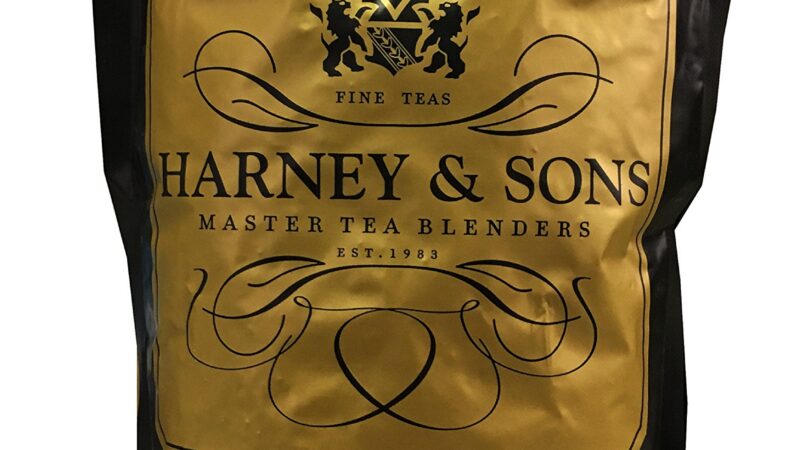 FINE TEAS
HARNEY & SONS
MASTER TEA BLENDERS
EST. 1983